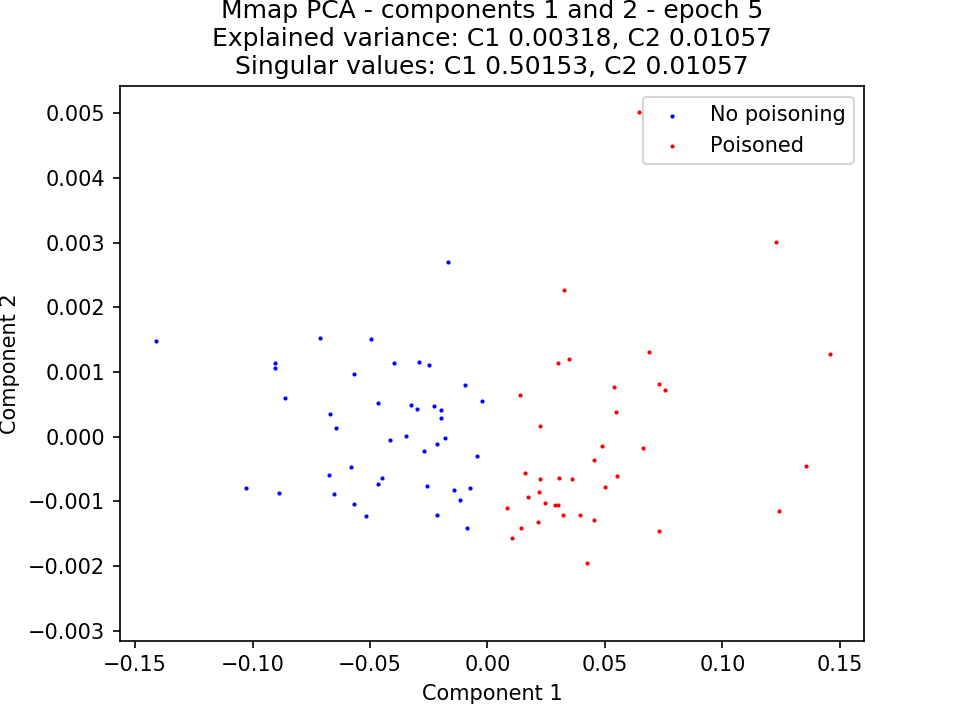 Mmap PCA - components 1 and 2 - epoch 5
Explained variance: C1 0.00318, C2 0.01057
Singular values: C1 0.50153, C2 0.01057
No poisoning
Poisoned
0.005
0.004
0.003
0.002
0.001
0.000
−0.001
−0.002
−0.003
Component 2
−0.15
−0.10
−0.05
0.00
0.05
0.10
0.15
Component 1